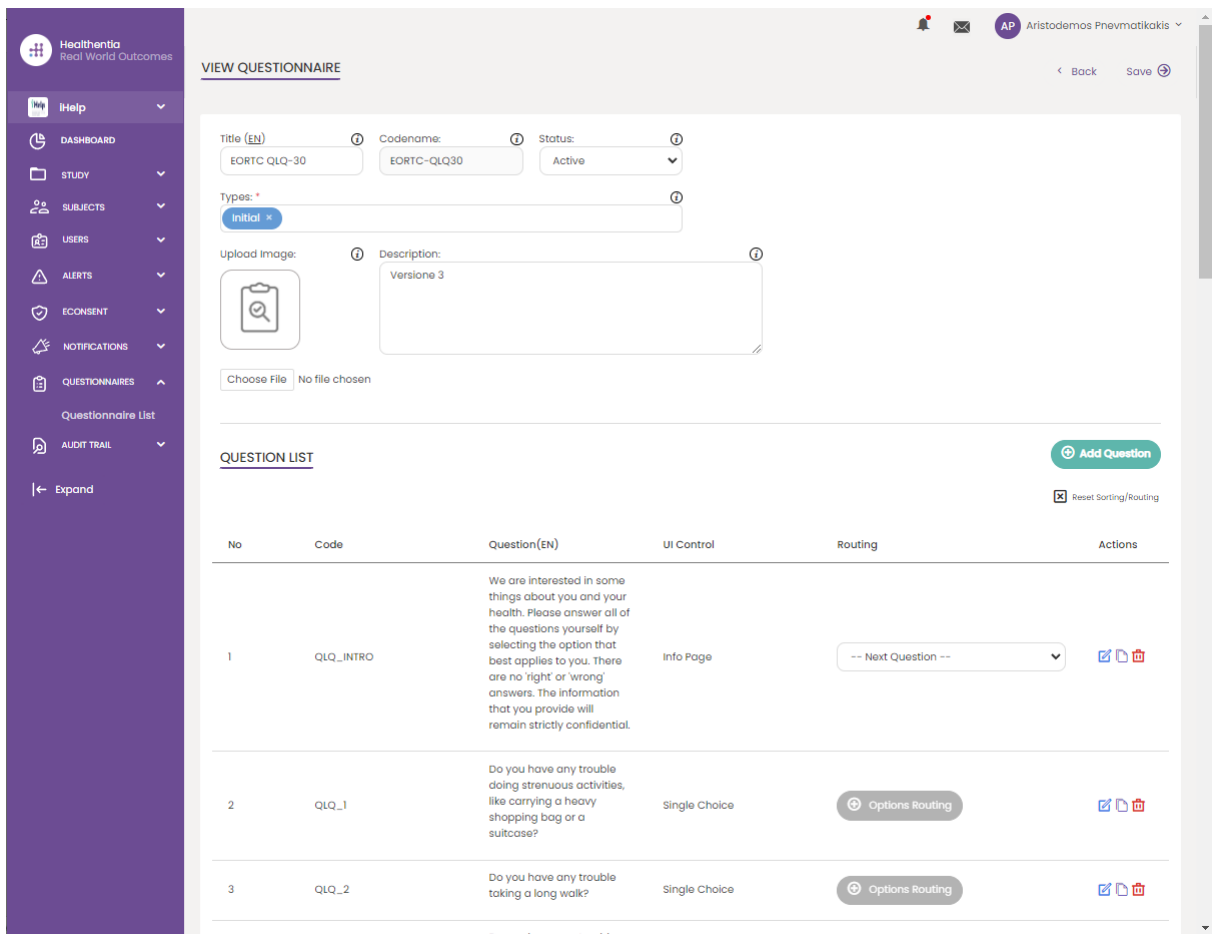 Healthentia
Real World Outcomes
AP Aristodemos Pnevmatikakis
VIEW QUESTIONNAIRE
Back Save
iHelp iHelp
DASHBOARD
STUDY
SUBJECTS
USERS
ALERTS
ECONSENT
NOTIFICATIONS
QUESTIONNAIRES
Questionnaire List
AUDIT TRAIL
Expand
Title (EN) Codename: Status:
EORTC QLQ-30 EORTC-QLQ30 Active
Types: *
Initial ×
Upload Image: Description:
Versione 3
Choose File No file chosen
QUESTION LIST
Add Question
Reset Sorting/Routing
No Code Question(EN) UI Control Routing Actions
We are interested in some
things about you and your
health. Please answer all of
the questions yourself by
selecting the option that
best applies to you. There
are no 'right' or 'wrong'
answers. The information
that you provide will
remain strictly confidential.
1 QLQ_INTRO Info Page -- Next Question --
Do you have any trouble
doing strenuous activities,
like carrying a heavy
shopping bag or a
suitcase?
2 QLQ_1 Single Choice Options Routing
Do you have any trouble
taking a long walk?
3 QLQ_2 Single Choice Options Routing